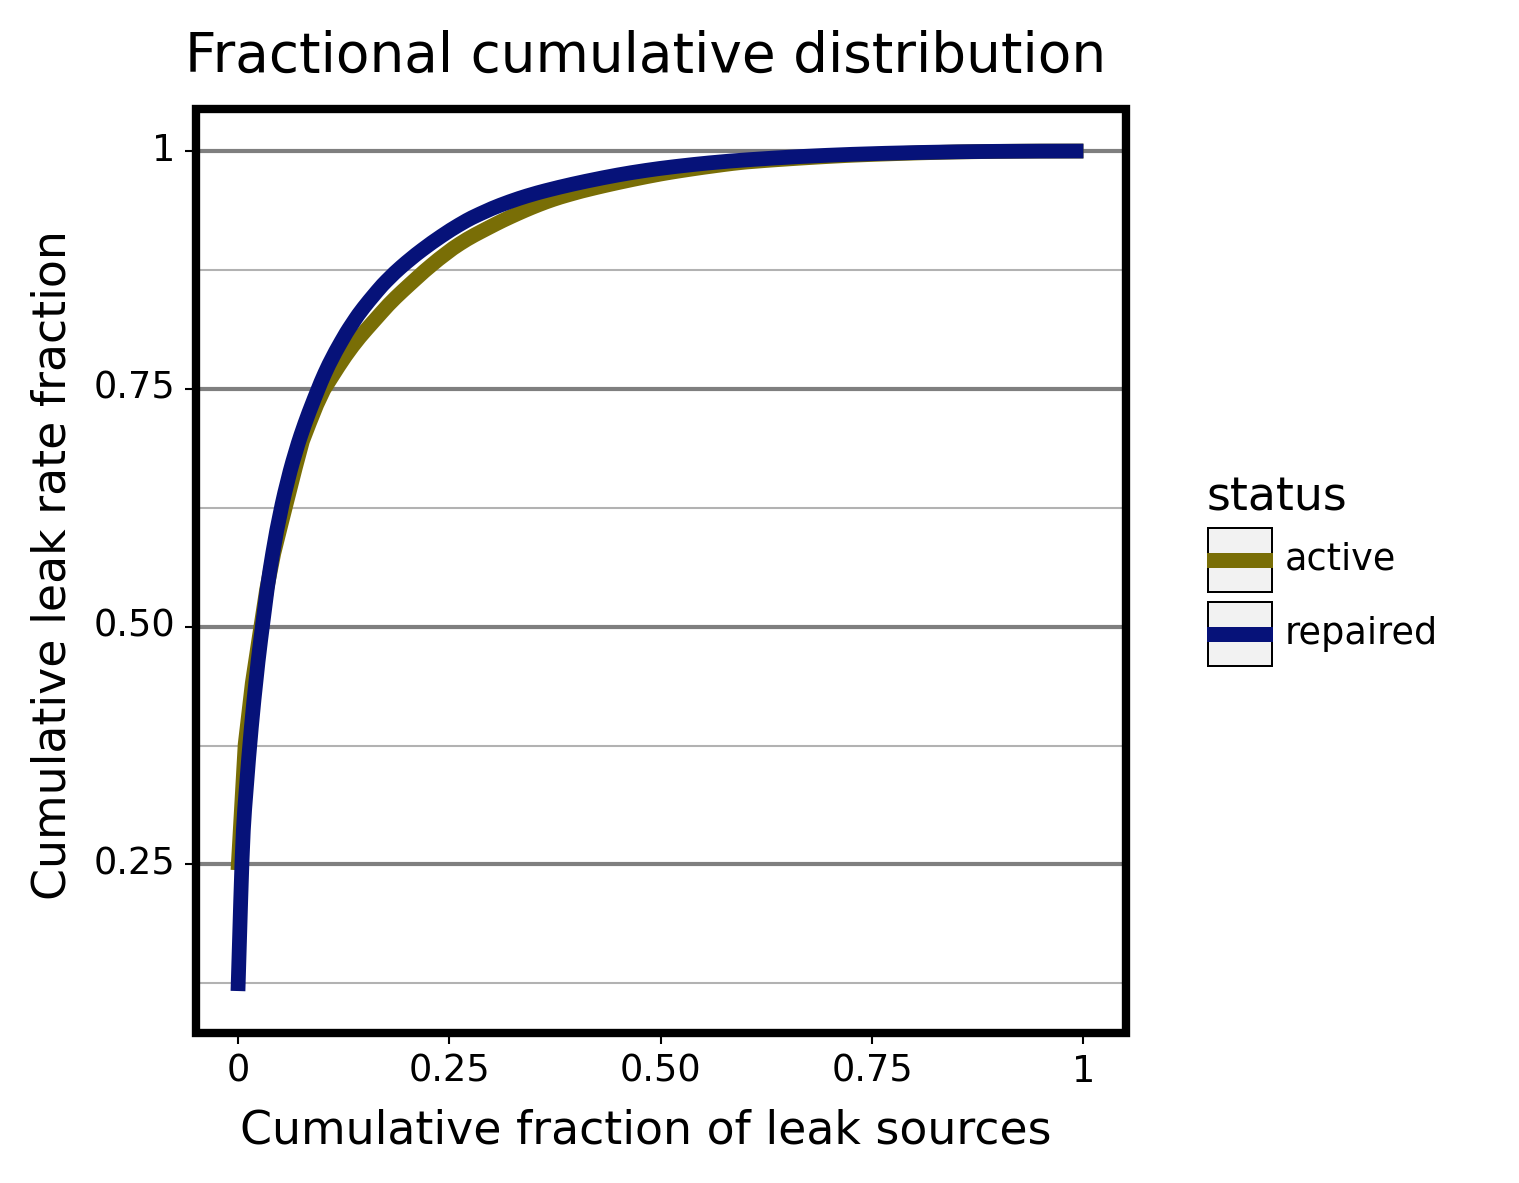 Fractional cumulative distribution
Cumulative leak rate fraction
1
0.75
0.50
0.25
0 0.25 0.50 0.75 1
Cumulative fraction of leak sources
status
active
repaired